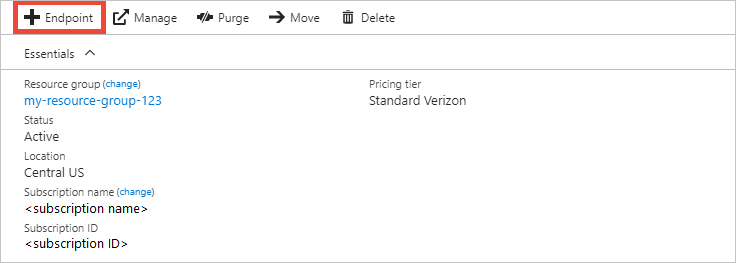 Endpoint Manage Purge Move Delete
Essentials
Resource group (change) Pricing tier
my-resource-group-123 Standard Verizon
Status
Active
Location
Central US
Subscription name (change)
<subscription name>
Subscription ID
<subscription ID>